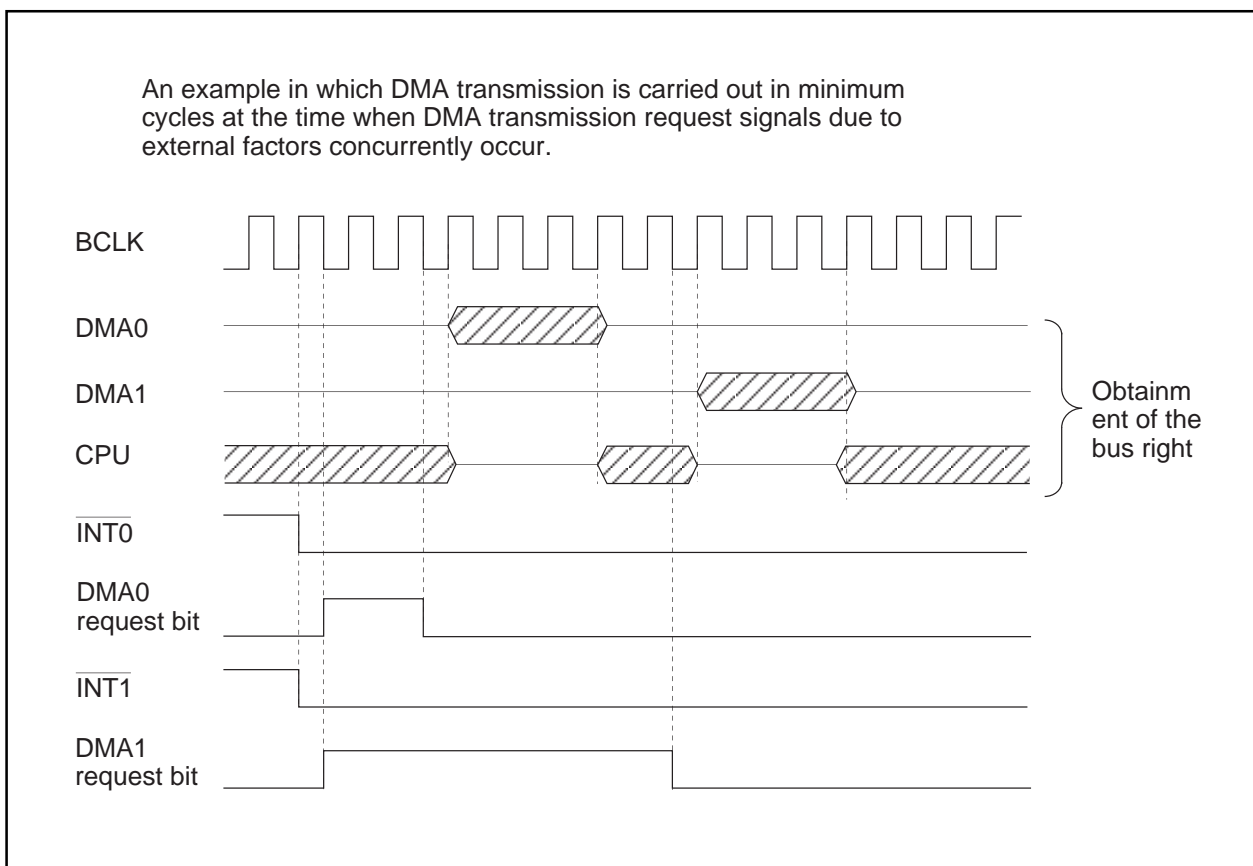 An example in which DMA transmission is carried out in minimum
cycles at the time when DMA transmission request signals due to
external factors concurrently occur.
BCLK
DMA0
DMA1
CPU
Obtainm
ent of the
bus right
INT0
DMA0
request bit
INT1
DMA1
request bit